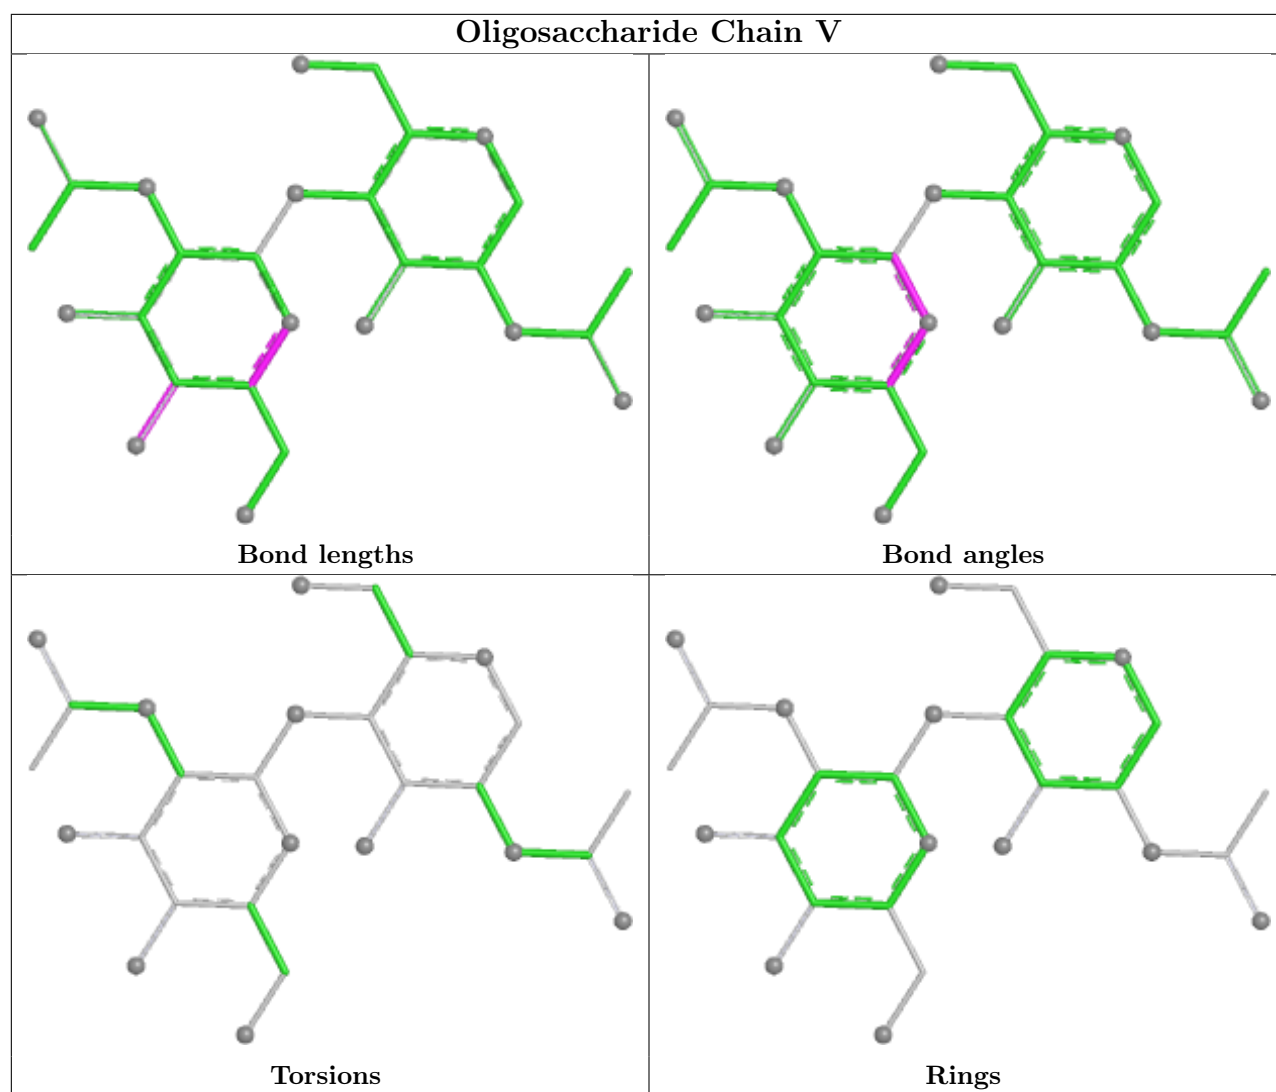 Oligosaccharide Chain V
Bond lengths
Bond angles
Torsions
Rings